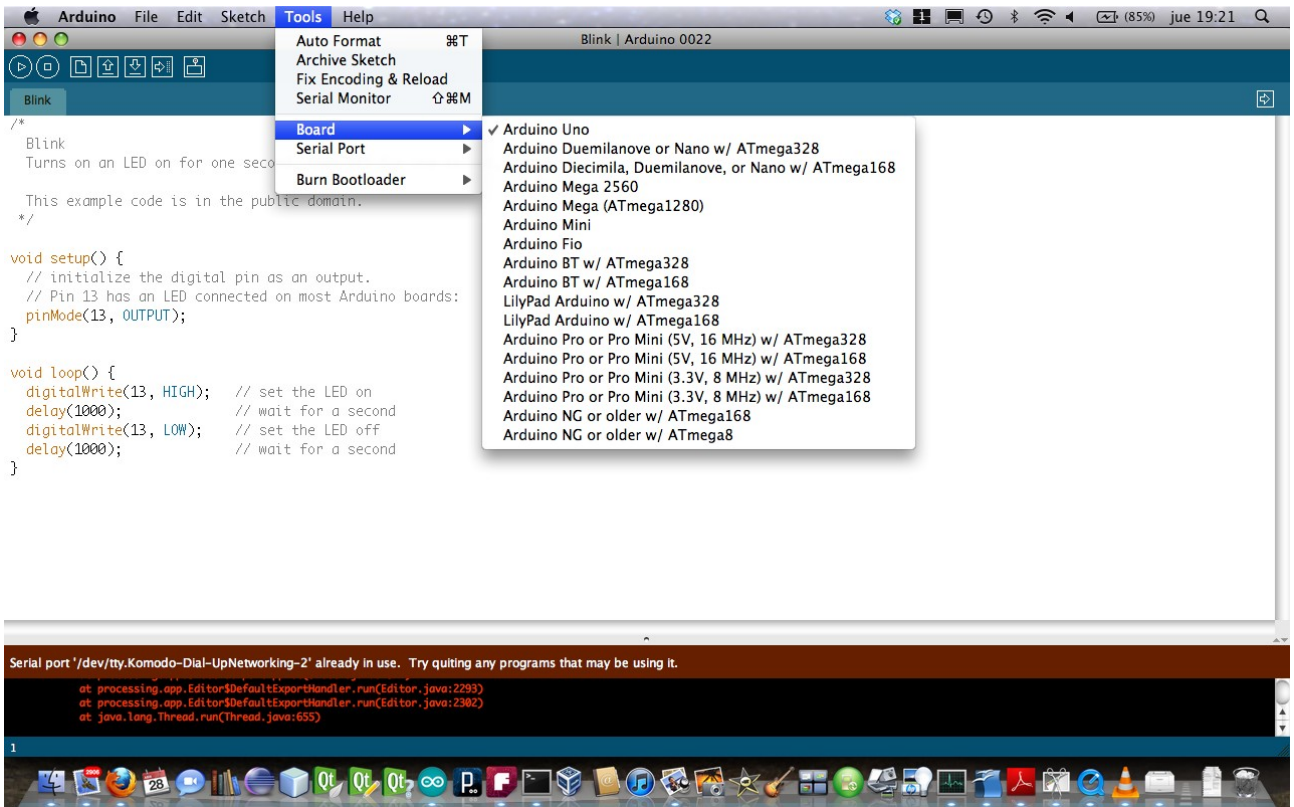 Arduino File Edit Sketch Tools Help (85%) jue 19:21
Blink | Arduino 0022
Blink
Auto Format ⌘T
Archive Sketch
Fix Encoding & Reload
Serial Monitor ⇧⌘M
Board
Serial Port
Burn Bootloader
✓ Arduino Uno
Arduino Duemilanove or Nano w/ ATmega328
Arduino Diecimila, Duemilanove, or Nano w/ ATmega168
Arduino Mega 2560
Arduino Mega (ATmega1280)
Arduino Mini
Arduino Fio
Arduino BT w/ ATmega328
Arduino BT w/ ATmega168
LilyPad Arduino w/ ATmega328
LilyPad Arduino w/ ATmega168
Arduino Pro or Pro Mini (5V, 16 MHz) w/ ATmega328
Arduino Pro or Pro Mini (5V, 16 MHz) w/ ATmega168
Arduino Pro or Pro Mini (3.3V, 8 MHz) w/ ATmega328
Arduino Pro or Pro Mini (3.3V, 8 MHz) w/ ATmega168
Arduino NG or older w/ ATmega168
Arduino NG or older w/ ATmega8
/*
Blink
Turns on an LED on for one seco
This example code is in the public domain.
*/
void setup() {
// initialize the digital pin as an output.
// Pin 13 has an LED connected on most Arduino boards:
pinMode(13, OUTPUT);
}
void loop() {
digitalWrite(13, HIGH); // set the LED on
delay(1000); // wait for a second
digitalWrite(13, LOW); // set the LED off
delay(1000); // wait for a second
}
Serial port '/dev/tty.Komodo-Dial-UpNetworking-2' already in use. Try quiting any programs that may be using it.
at processing.app.Editor$DefaultExportHandler.run(Editor.java:2293)
at processing.app.Editor$DefaultExportHandler.run(Editor.java:2302)
at java.lang.Thread.run(Thread.java:655)
1
28
Qt Qt Qt